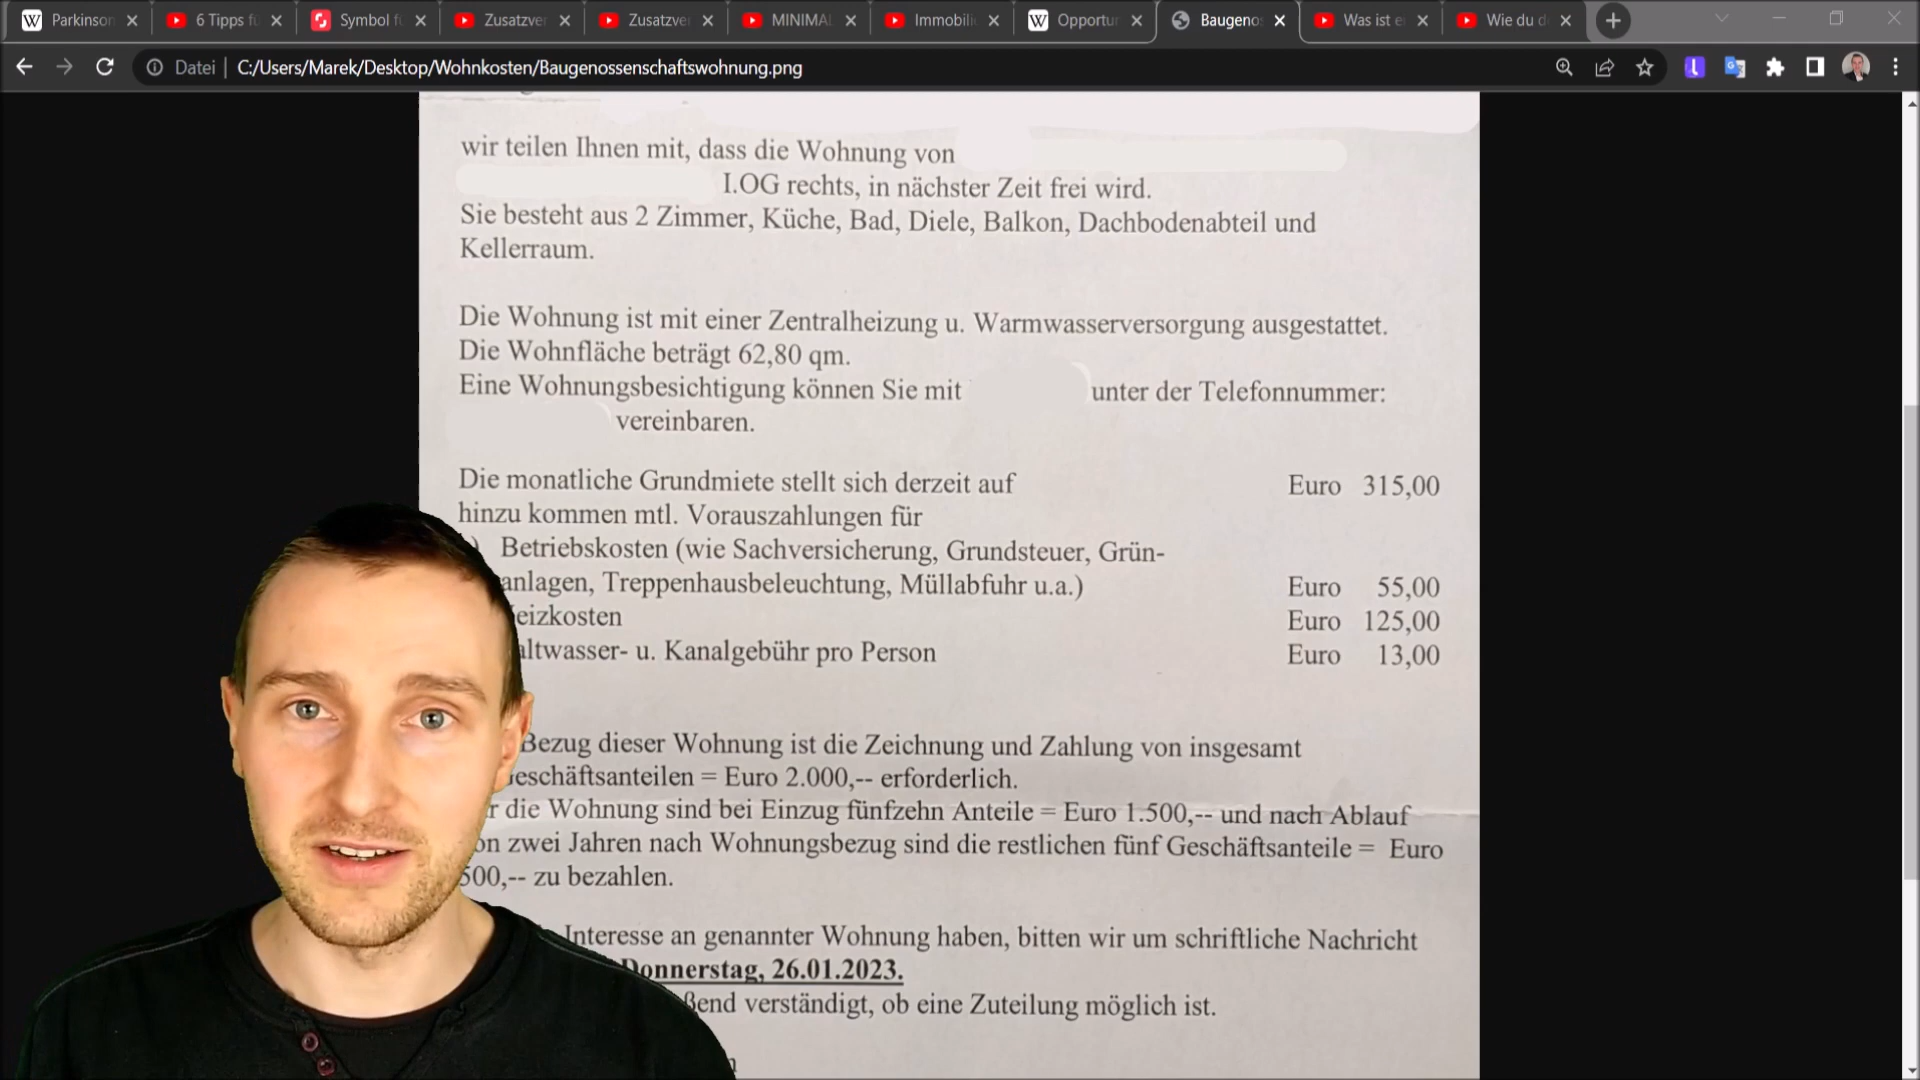 Parkinson
6 Tipps fü
Symbol fü
Zusatzver
Zusatzver
MINIMAL
Immobili
Opportun
Baugenos
Was ist e
Wie du d
Datei | C:/Users/Marek/Desktop/Wohnkosten/Baugenossenschaftswohnung.png
wir teilen Ihnen mit, dass die Wohnung von
I.OG rechts, in nächster Zeit frei wird.
Sie besteht aus 2 Zimmer, Küche, Bad, Diele, Balkon, Dachbodenabteil und
Kellerraum.
Die Wohnung ist mit einer Zentralheizung u. Warmwasserversorgung ausgestattet.
Die Wohnfläche beträgt 62,80 qm.
Eine Wohnungsbesichtigung können Sie mit unter der Telefonnummer:
vereinbaren.
Die monatliche Grundmiete stellt sich derzeit auf Euro 315,00
hinzu kommen mtl. Vorauszahlungen für
) Betriebskosten (wie Sachversicherung, Grundsteuer, Grün-
anlagen, Treppenhausbeleuchtung, Müllabfuhr u.a.) Euro 55,00
eizkosten Euro 125,00
altwasser- u. Kanalgebühr pro Person Euro 13,00
Bezug dieser Wohnung ist die Zeichnung und Zahlung von insgesamt
eschäftsanteilen = Euro 2.000,-- erforderlich.
r die Wohnung sind bei Einzug fünfzehn Anteile = Euro 1.500,-- und nach Ablauf
on zwei Jahren nach Wohnungsbezug sind die restlichen fünf Geschäftsanteile = Euro
500,-- zu bezahlen.
Interesse an genannter Wohnung haben, bitten wir um schriftliche Nachricht
Donnerstag, 26.01.2023.
ßend verständigt, ob eine Zuteilung möglich ist.